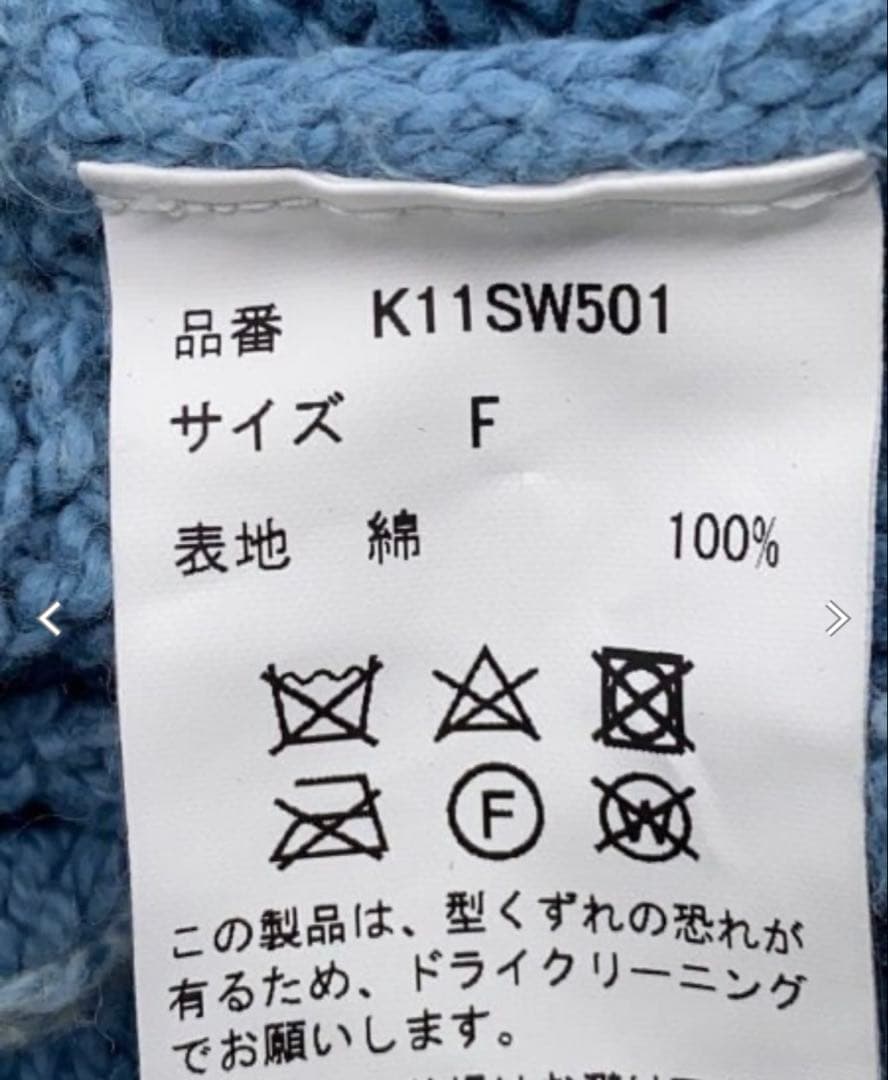 品番 K11SW501
サイズ F
表地 綿 100%
F
W
この製品は、型くずれの恐れが
有るため、ドライクリーニング
でお願いします。